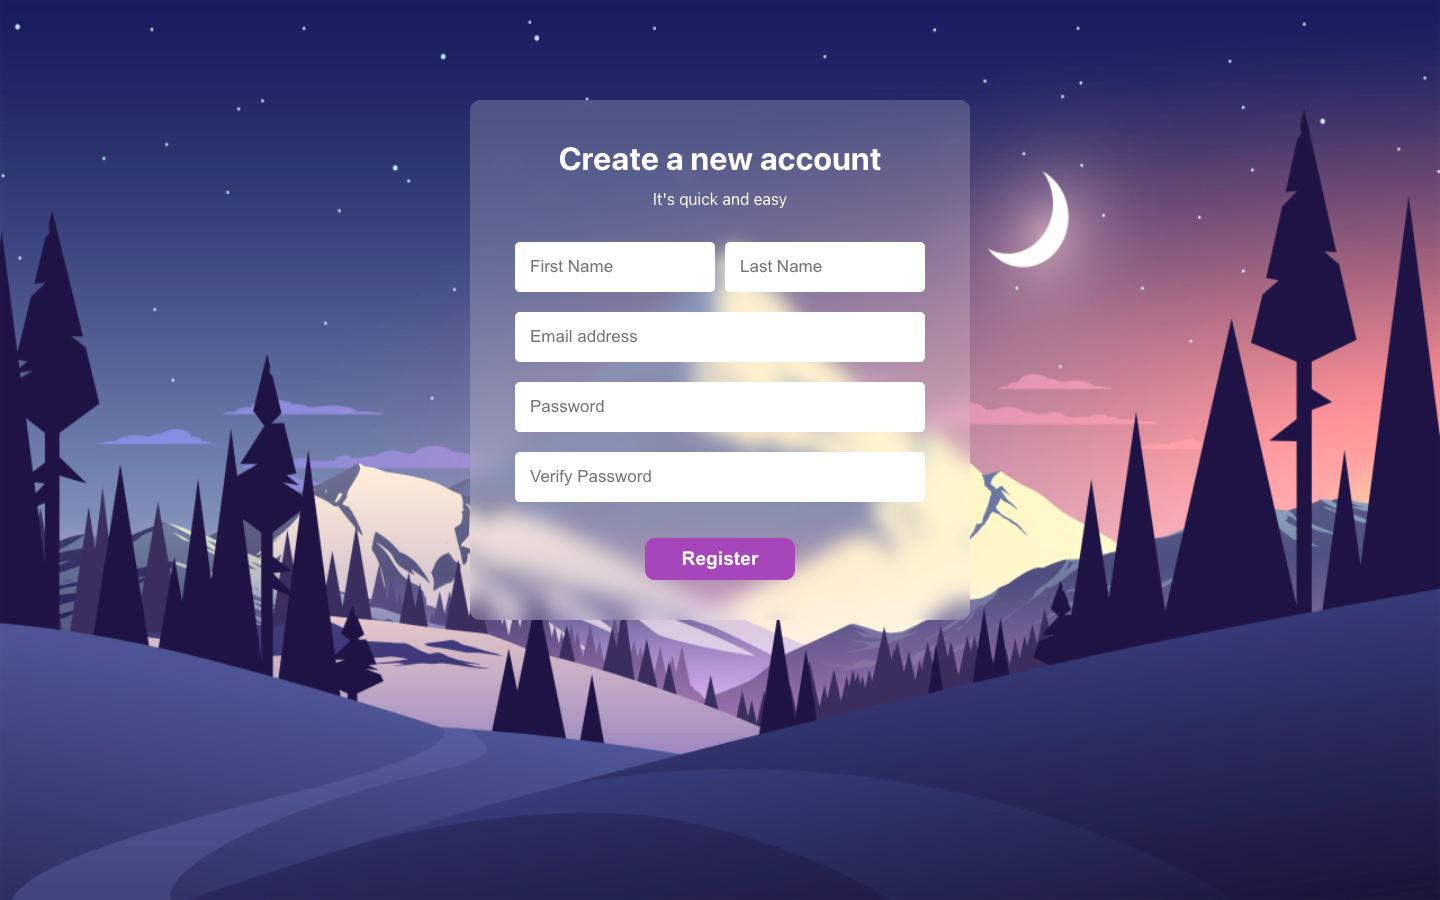 Create a new account
It's quick and easy
First Name Last Name
Email address
Password
Verify Password
Register